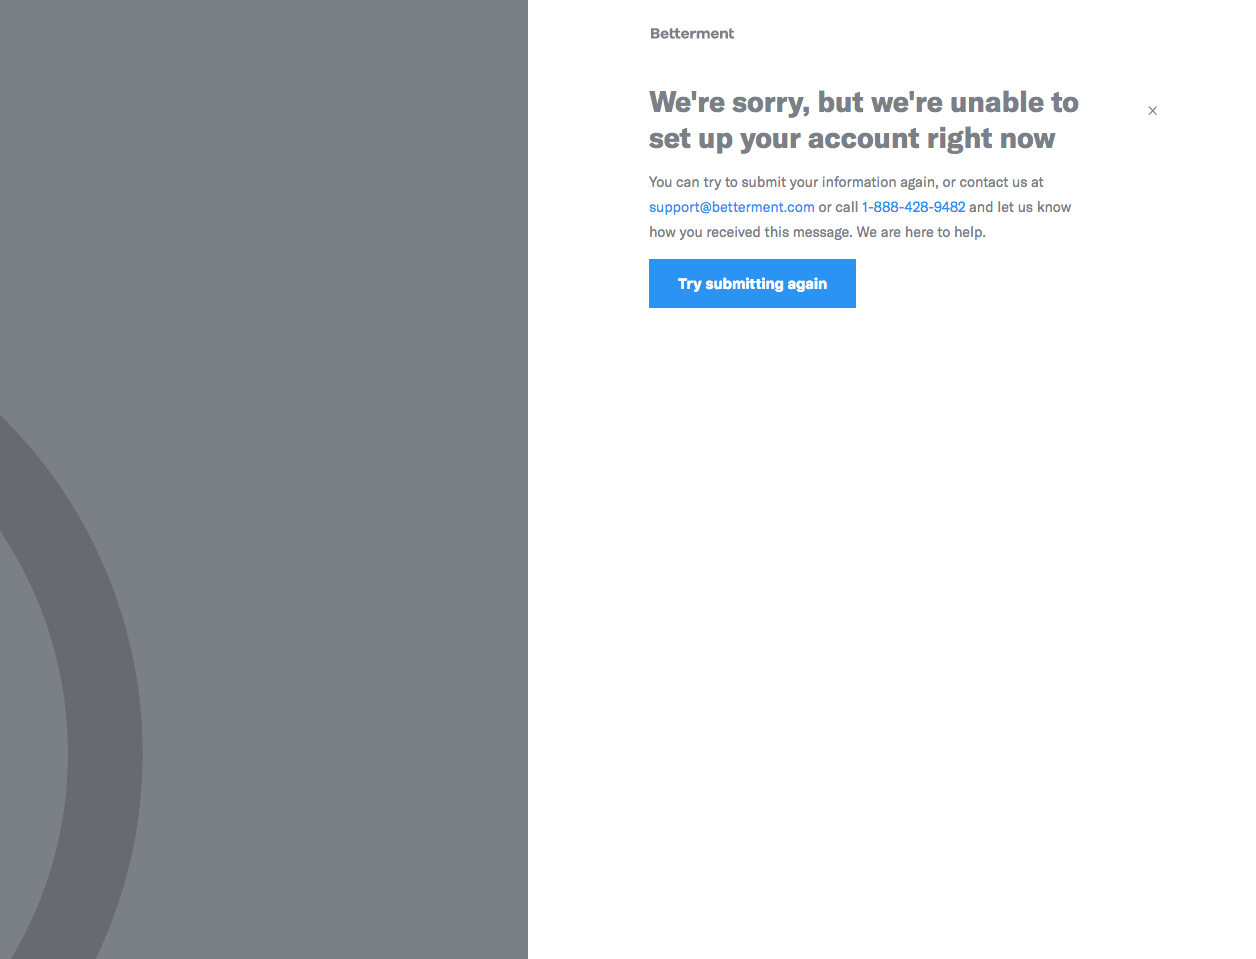 Betterment
We're sorry, but we're unable to
set up your account right now
×
You can try to submit your information again, or contact us at
support@betterment.com or call 1-888-428-9482 and let us know
how you received this message. We are here to help.
Try submitting again